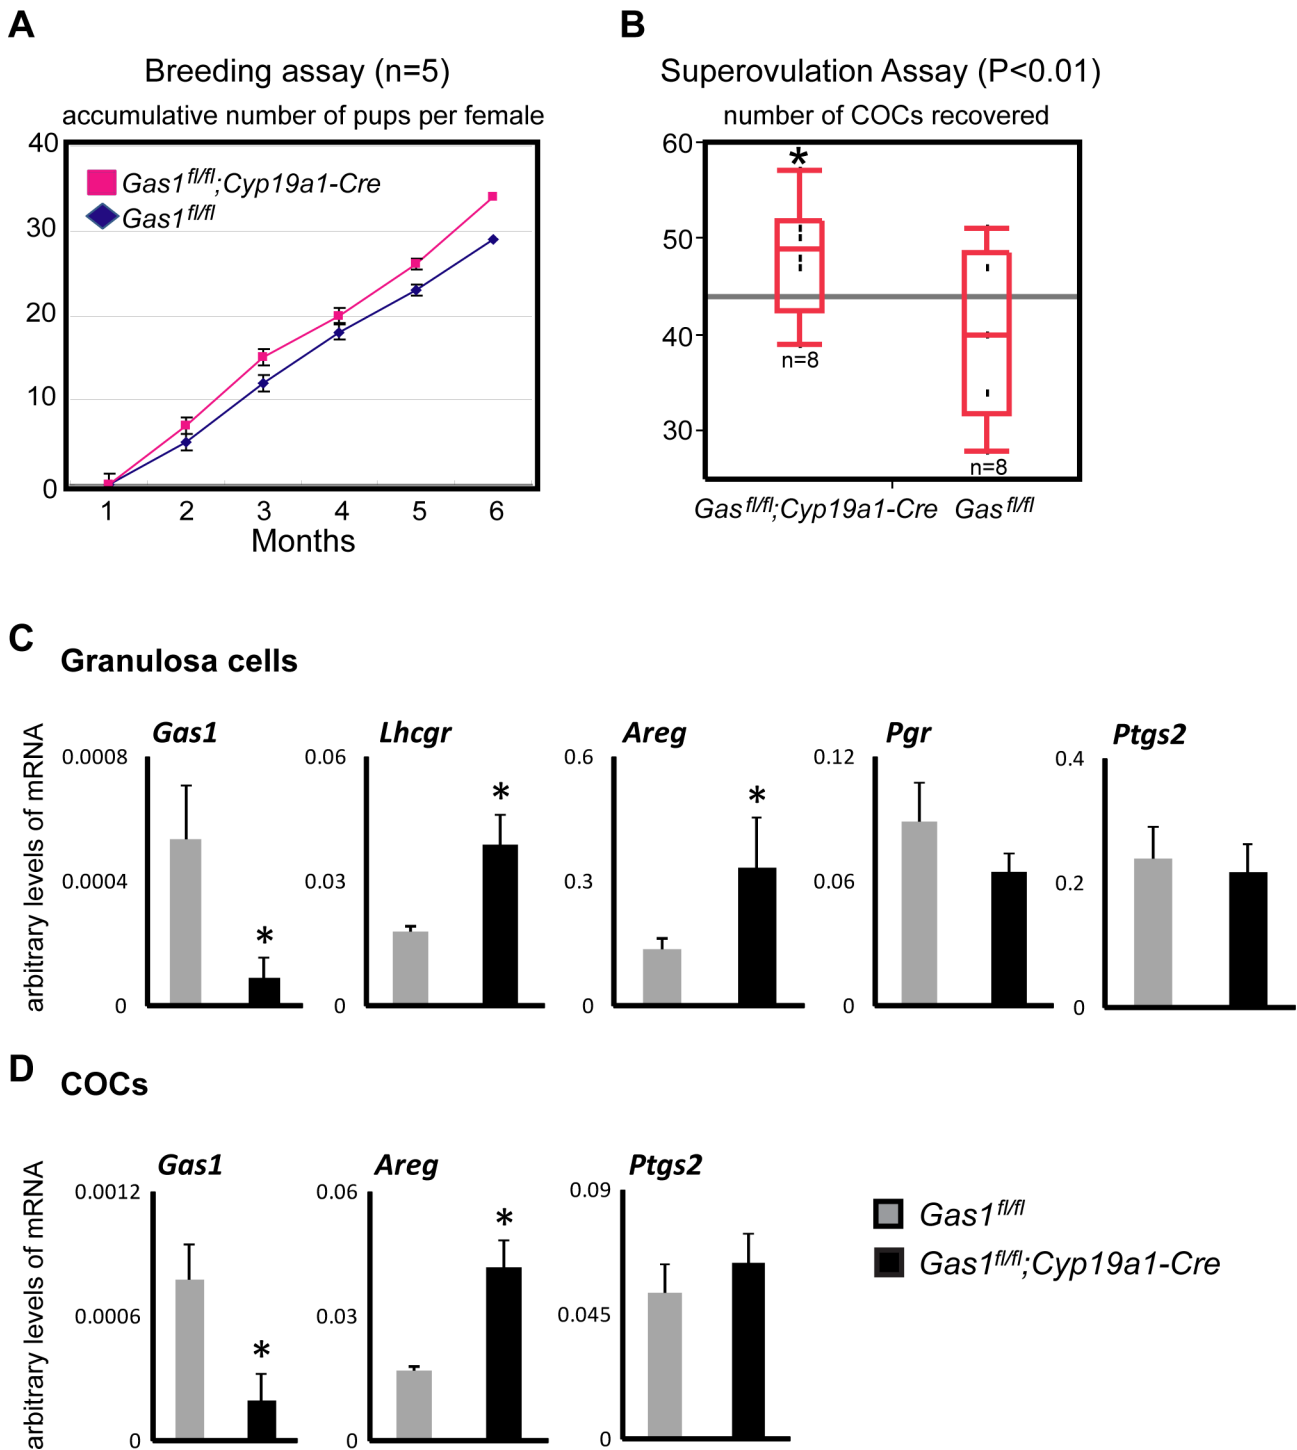 A
Breeding assay (n=5)
accumulative number of pups per female
40
30
20
10
0
Gas1fl/fl;Cyp19a1-Cre
Gas1fl/fl
1 2 3 4 5 6
Months
B
Superovulation Assay (P<0.01)
number of COCs recovered
60
50
40
30
*
n=8
n=8
Gasfl/fl;Cyp19a1-Cre Gasfl/fl
C
Granulosa cells
arbitrary levels of mRNA
Gas1
0.0008
0.0004
0
*
Lhcgr
0.06
0.03
0
*
Areg
0.6
0.3
0
*
Pgr
0.12
0.06
0
Ptgs2
0.4
0.2
0
D
COCs
arbitrary levels of mRNA
Gas1
0.0012
0.0006
0
*
Areg
0.06
0.03
0
*
Ptgs2
0.09
0.045
0
Gas1fl/fl
Gas1fl/fl;Cyp19a1-Cre